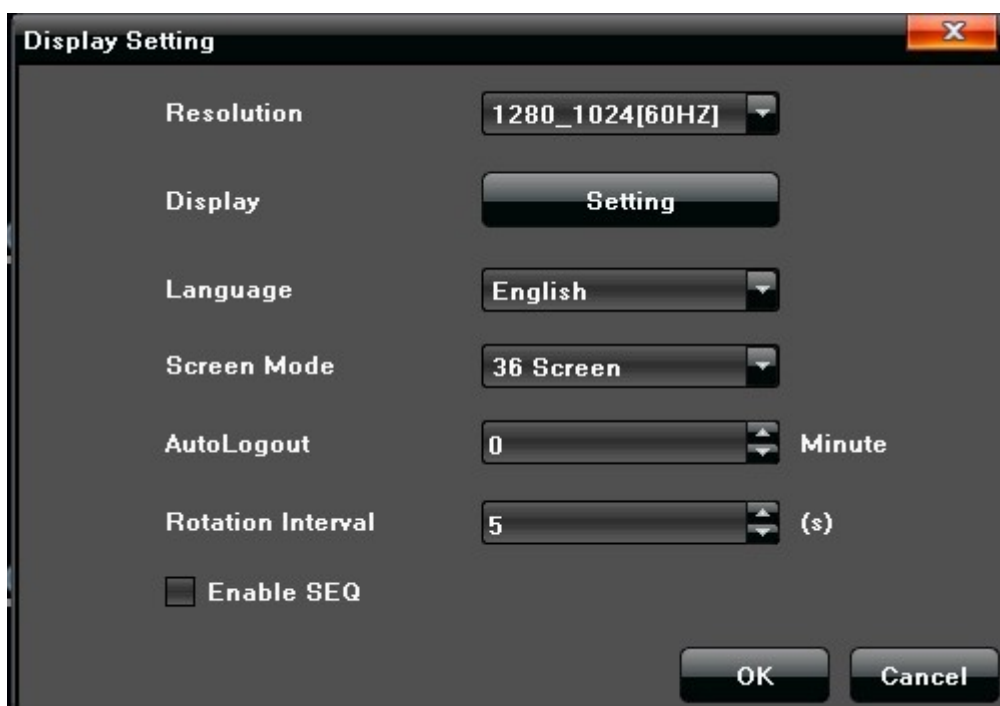 Display Setting
X
Resolution 1280_1024[60HZ]
Display Setting
Language English
Screen Mode 36 Screen
AutoLogout 0 Minute
Rotation Interval 5 (s)
Enable SEQ
OK Cancel